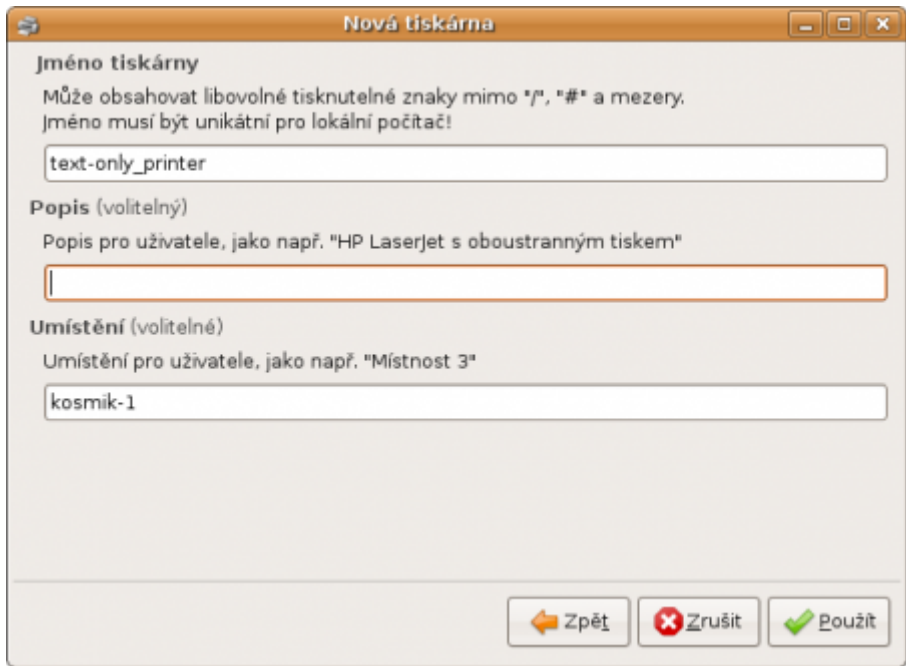 Nová tiskárna
Jméno tiskárny
Může obsahovat libovolné tisknutelné znaky mimo "/", "#" a mezery.
Jméno musí být unikátní pro lokální počítač!
text-only_printer
Popis (volitelný)
Popis pro uživatele, jako např. "HP LaserJet s oboustranným tiskem"
Umístění (volitelné)
Umístění pro uživatele, jako např. "Místnost 3"
kosmik-1
Zpět Zrušit Použít